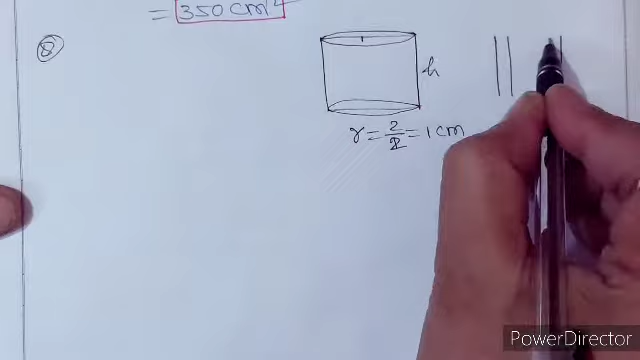 = 350 cm²
8
h
r = 2/2 = 1 cm
PowerDirector